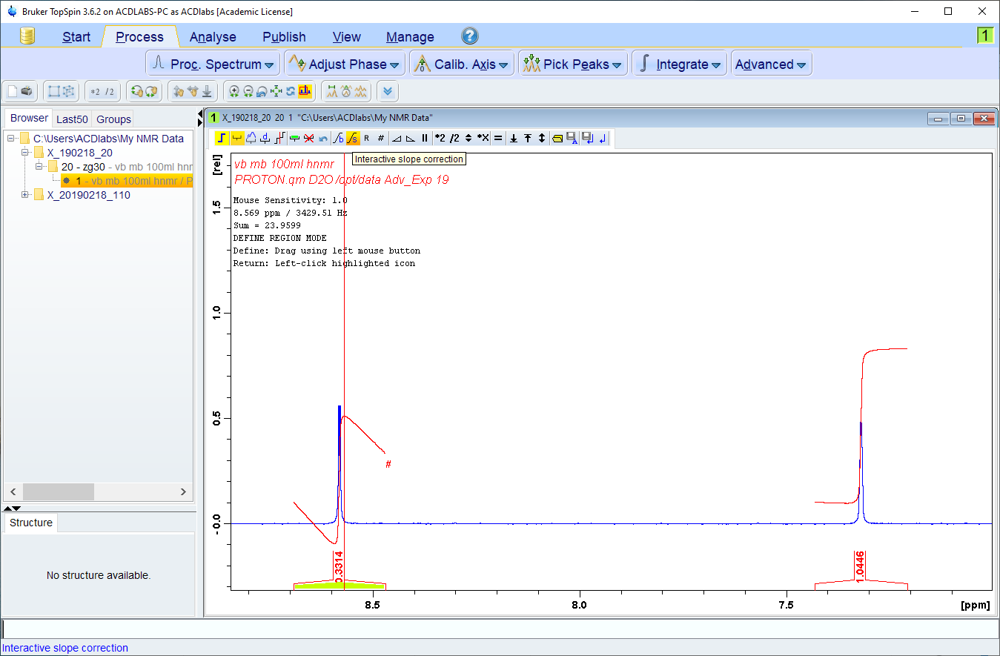 Bruker TopSpin 3.6.2 on ACDLABS-PC as ACDlabs [Academic License]
Start Process Analyse Publish View Manage ? 1
Proc. Spectrum Adjust Phase Calib. Axis Pick Peaks Integrate Advanced
*2 /2
Browser Last50 Groups
1 X_190218_20 20 1 "C:\Users\ACDlabs\My NMR Data"
C:\Users\ACDlabs\My NMR Data
X_190218_20
20 - zg30 - vb mb 100ml hnmr
1 - vb mb 100ml hnmr / P
X_20190218_110
R # *2 /2 *X =
Interactive slope correction
vb mb 100ml hnmr
PROTON.qm D2O /opt/data Adv_Exp 19
Mouse Sensitivity: 1.0
8.569 ppm / 3429.51 Hz
Sum = 23.9599
DEFINE REGION MODE
Define: Drag using left mouse button
Return: Left-click highlighted icon
[rel]
1.5
1.0
0.5
-0.0
#
0.3314
1.0446
8.5 8.0 7.5 [ppm]
Structure
No structure available.
Interactive slope correction